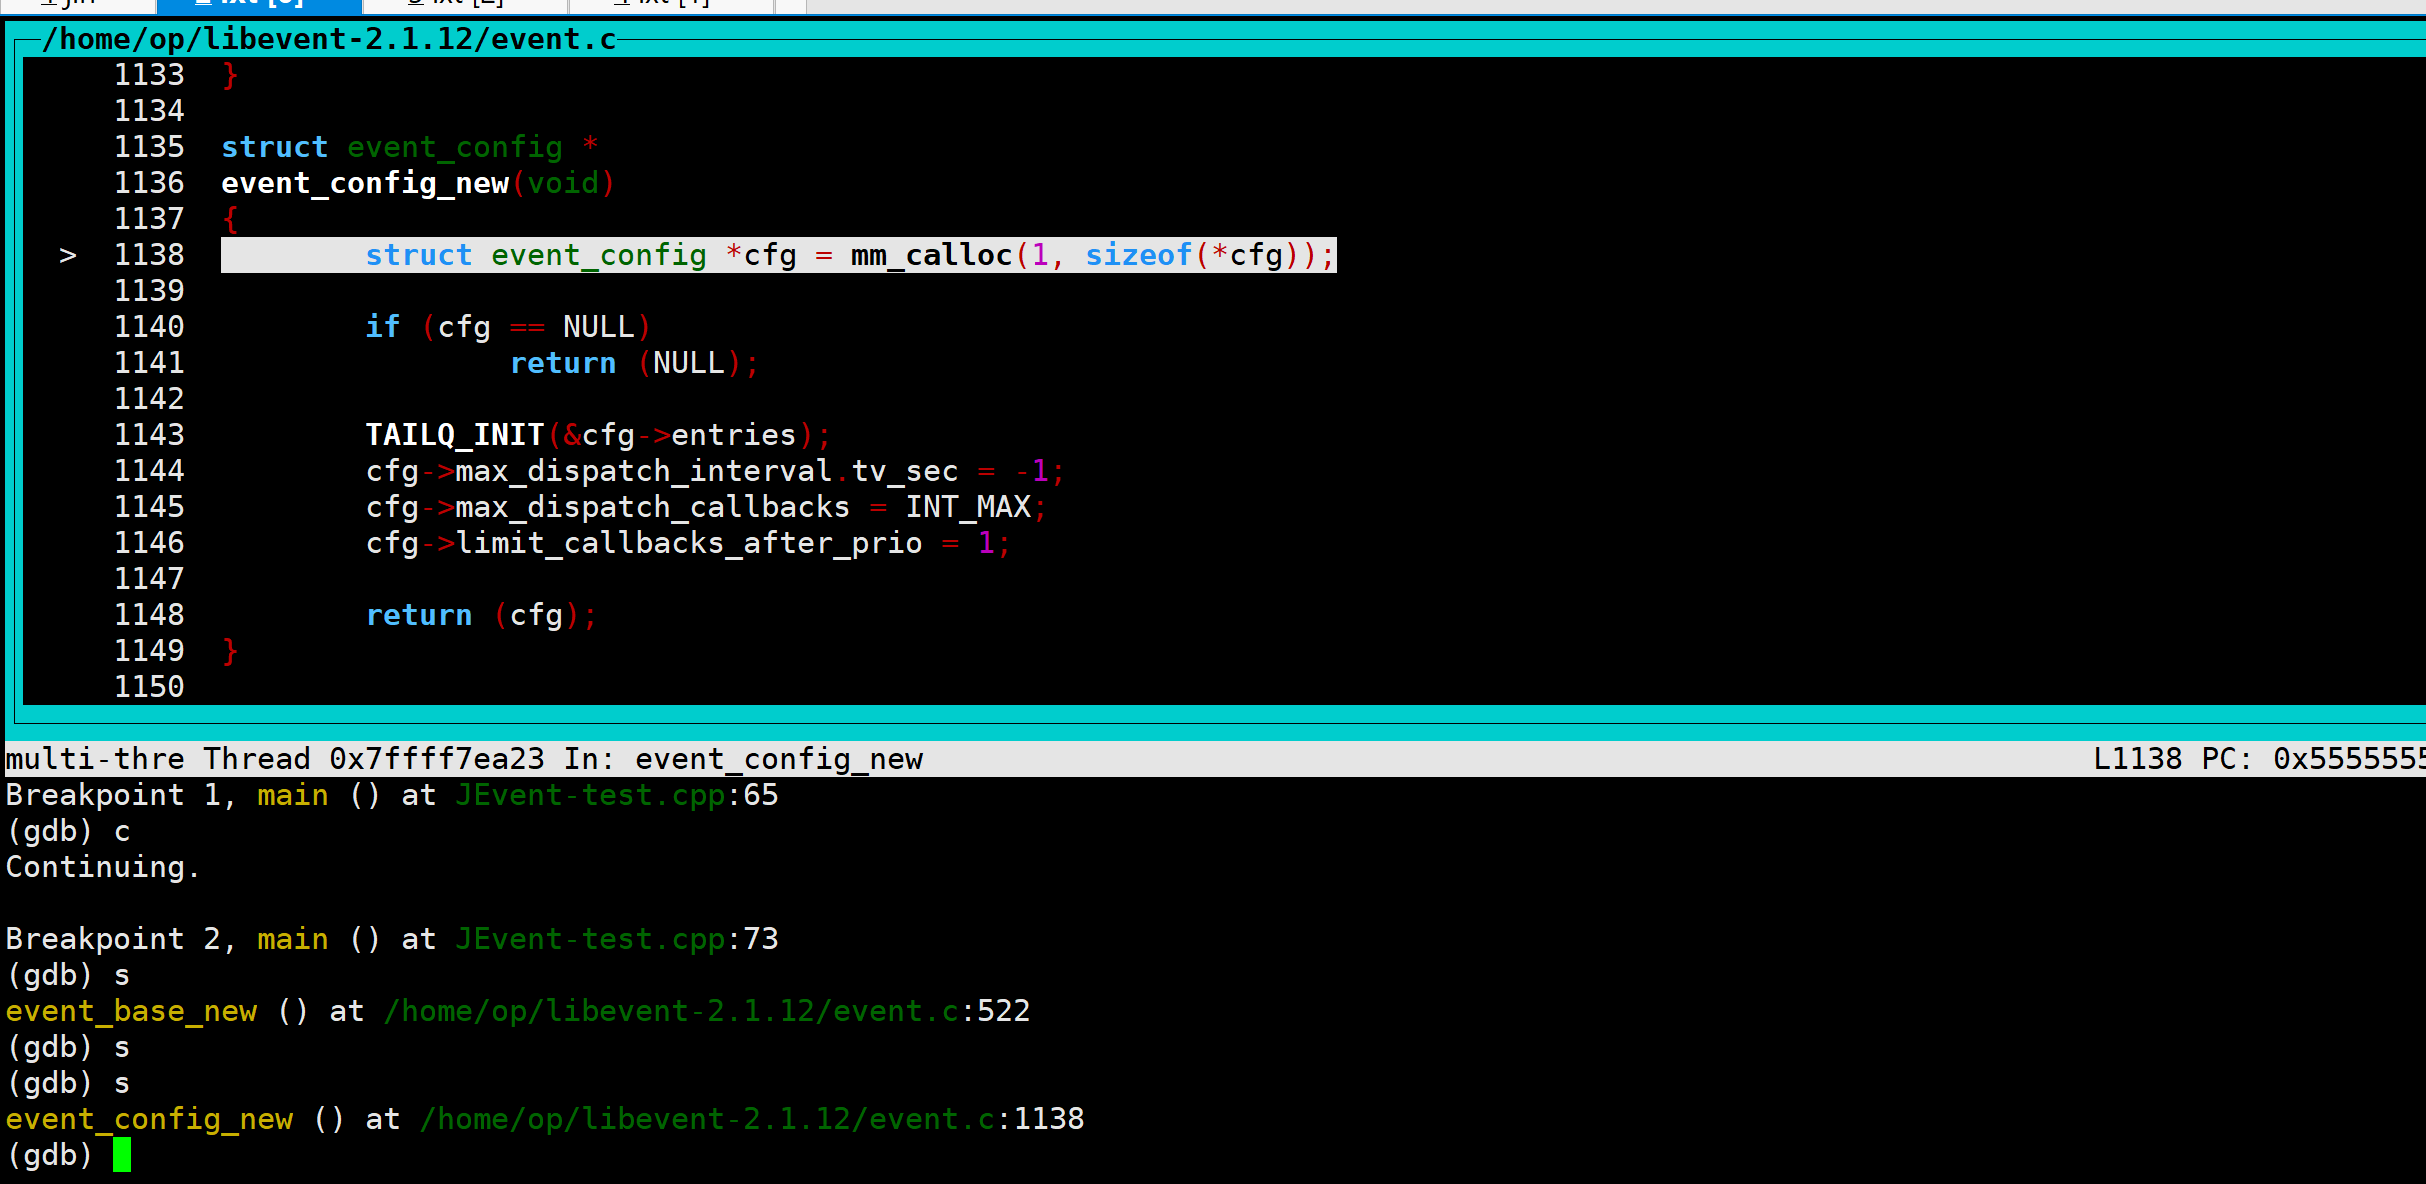 /home/op/libevent-2.1.12/event.c
1133 }
1134
1135 struct event_config *
1136 event_config_new(void)
1137 {
> 1138 struct event_config *cfg = mm_calloc(1, sizeof(*cfg));
1139
1140 if (cfg == NULL)
1141 return (NULL);
1142
1143 TAILQ_INIT(&cfg->entries);
1144 cfg->max_dispatch_interval.tv_sec = -1;
1145 cfg->max_dispatch_callbacks = INT_MAX;
1146 cfg->limit_callbacks_after_prio = 1;
1147
1148 return (cfg);
1149 }
1150
multi-thre Thread 0x7ffff7ea23 In: event_config_new L1138 PC: 0x5555555
Breakpoint 1, main () at JEvent-test.cpp:65
(gdb) c
Continuing.
Breakpoint 2, main () at JEvent-test.cpp:73
(gdb) s
event_base_new () at /home/op/libevent-2.1.12/event.c:522
(gdb) s
(gdb) s
event_config_new () at /home/op/libevent-2.1.12/event.c:1138
(gdb)